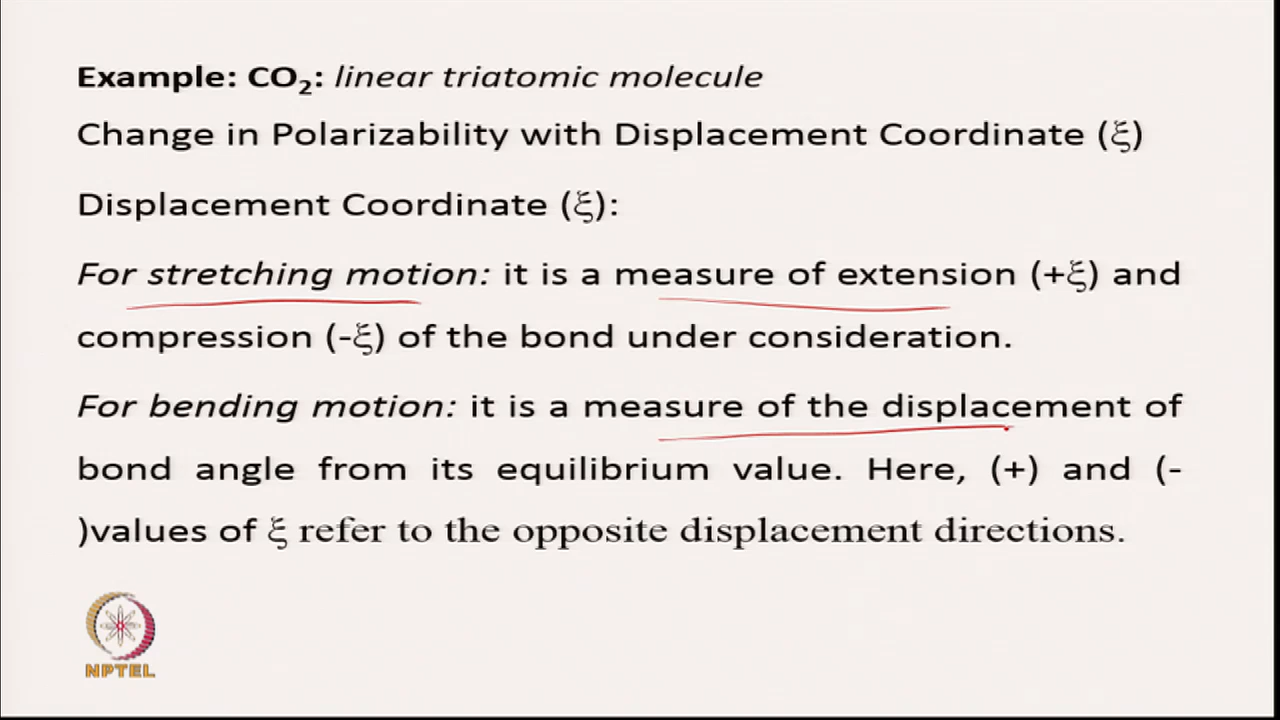 Example: CO₂: linear triatomic molecule
Change in Polarizability with Displacement Coordinate (ξ)
Displacement Coordinate (ξ):
For stretching motion: it is a measure of extension (+ξ) and
compression (-ξ) of the bond under consideration.
For bending motion: it is a measure of the displacement of
bond angle from its equilibrium value. Here, (+) and (-
)values of ξ refer to the opposite displacement directions.
NPTEL